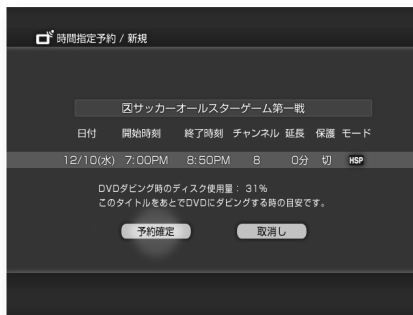 時間指定予約 / 新規
🅂サッカーオールスターゲーム第一戦
日付 開始時刻 終了時刻 チャンネル 延長 保護 モード
12/10(水) 7:00PM 8:50PM 8 0分 切 HSP
DVDダビング時のディスク使用量： 31%
このタイトルをあとでDVDにダビングする時の目安です。
予約確定 取消し